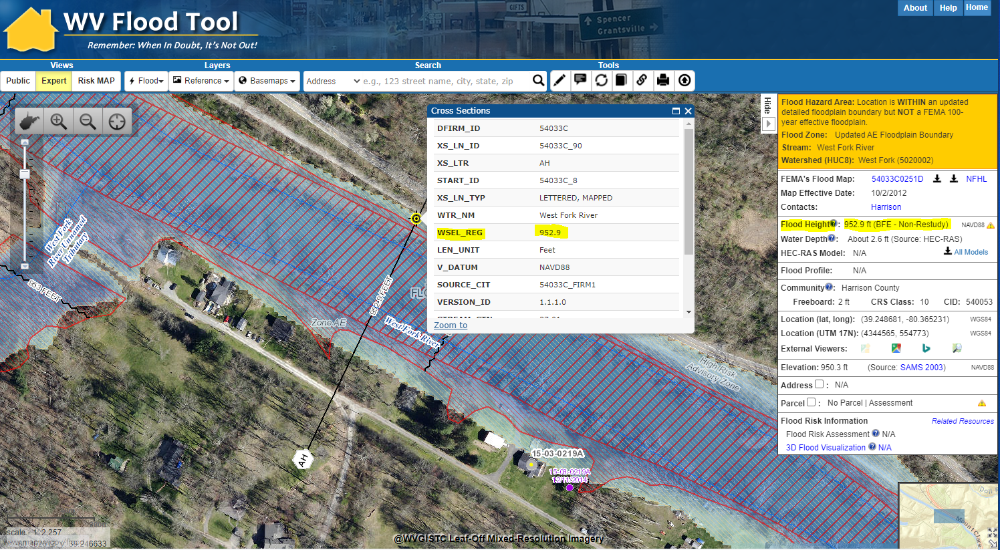 WV Flood Tool
Remember: When In Doubt, It's Not Out!
GIFTS
Spencer
Grantsville
About
Help
Home
Views
Layers
Search
Tools
Public
Expert
Risk MAP
Flood
Reference
Basemaps
Address
e.g., 123 street name, city, state, zip
Cross Sections
DFIRM_ID 54033C
XS_LN_ID 54033C_90
XS_LTR AH
START_ID 54033C_8
XS_LN_TYP LETTERED, MAPPED
WTR_NM West Fork River
WSEL_REG 952.9
LEN_UNIT Feet
V_DATUM NAVD88
SOURCE_CIT 54033C_FIRM1
VERSION_ID 1.1.1.0
Zoom to
Hide
Flood Hazard Area: Location is WITHIN an updated
detailed floodplain boundary but NOT a FEMA 100-
year effective floodplain.
Flood Zone: Updated AE Floodplain Boundary
Stream: West Fork River
Watershed (HUC8): West Fork (5020002)
FEMA's Flood Map: 54033C0251D NFHL
Map Effective Date: 10/2/2012
Contacts: Harrison
Flood Height: 952.9 ft (BFE - Non-Restudy) NAVD88
Water Depth: About 2.6 ft (Source: HEC-RAS)
HEC-RAS Model: N/A All Models
Flood Profile: N/A
Community: Harrison County
Freeboard: 2 ft CRS Class: 10 CID: 540053
Location (lat, long): (39.248681, -80.365231) WGS84
Location (UTM 17N): (4344565, 554773) WGS84
External Viewers:
Elevation: 950.3 ft (Source: SAMS 2003) NAVD88
Address : N/A
Parcel : No Parcel | Assessment
Flood Risk Information Related Resources
Flood Risk Assessment N/A
3D Flood Visualization N/A
West Fork
River Unnamed
Tributary
953 FEET
952.9 FEET
Zone AE
West Fork River
High Risk
Advisory Zone
AH
15-03-0219A
15-03-0219A
12/11/2014
@WVGISTC Leaf-Off Mixed-Resolution Imagery
scale - 1: 2,257
Mount Clare